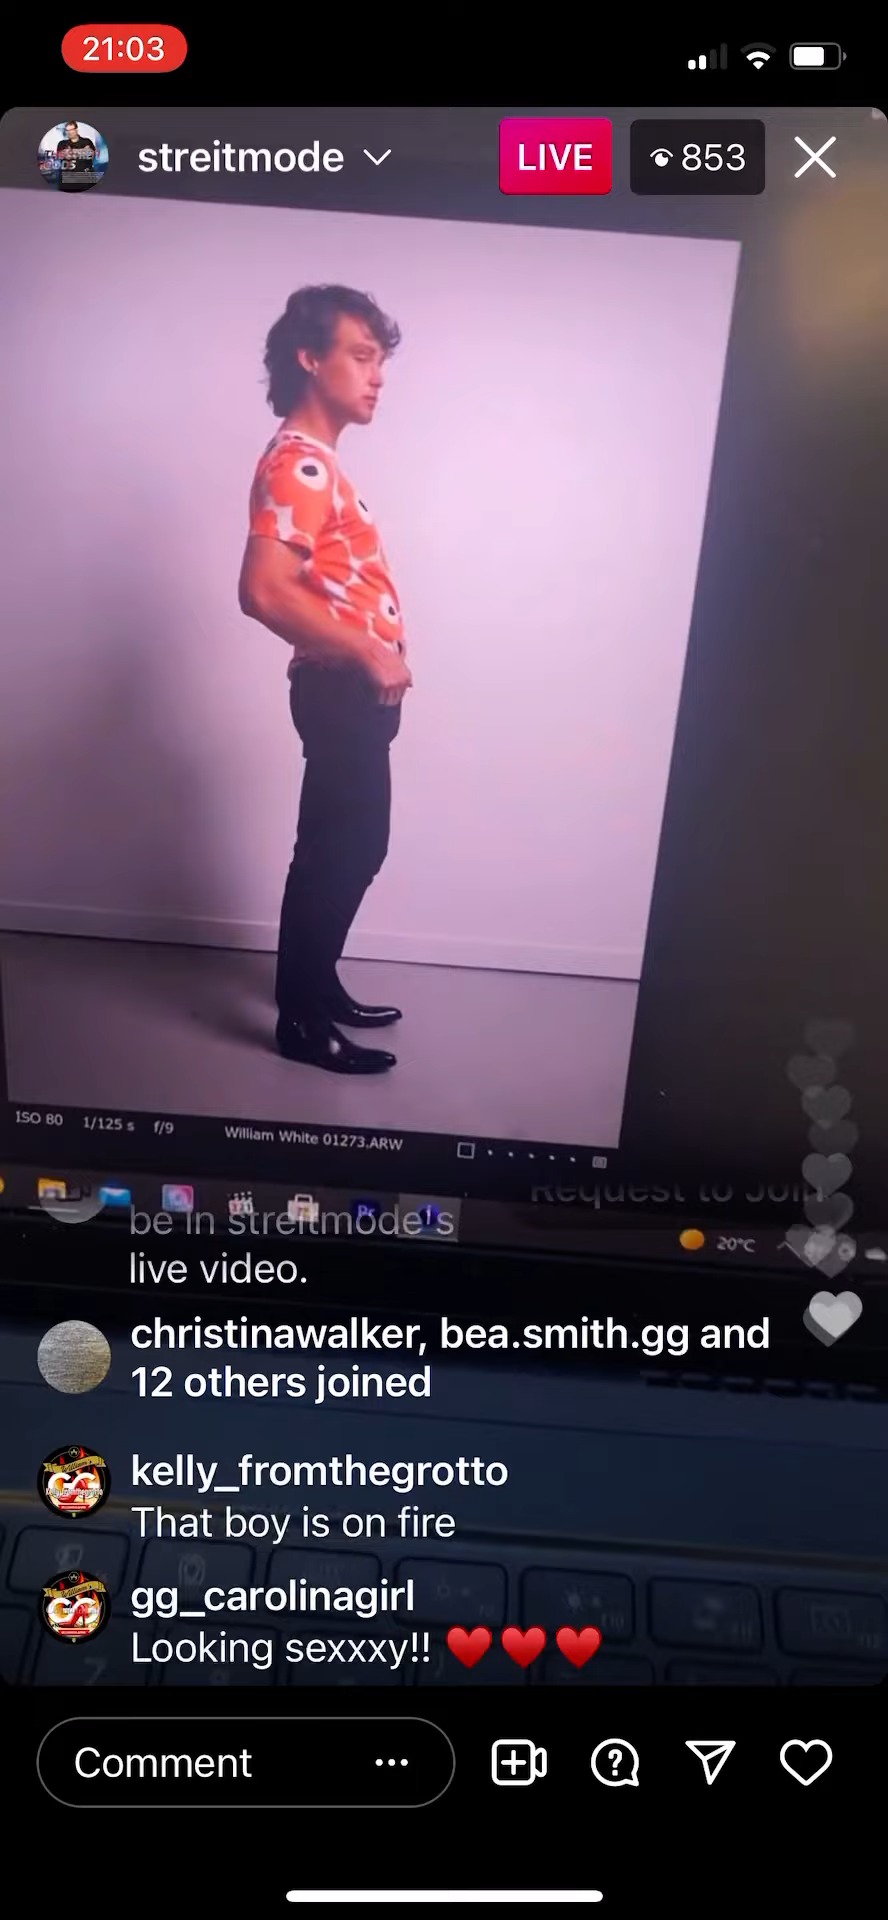 21:03
streitmode
LIVE
853
ISO 80 1/125 s f/9 William White 01273.ARW
Request to Join
be in streitmode's
live video.
20°C
christinawalker, bea.smith.gg and
12 others joined
kelly_fromthegrotto
That boy is on fire
gg_carolinagirl
Looking sexxxy!! ❤️❤️❤️
Comment